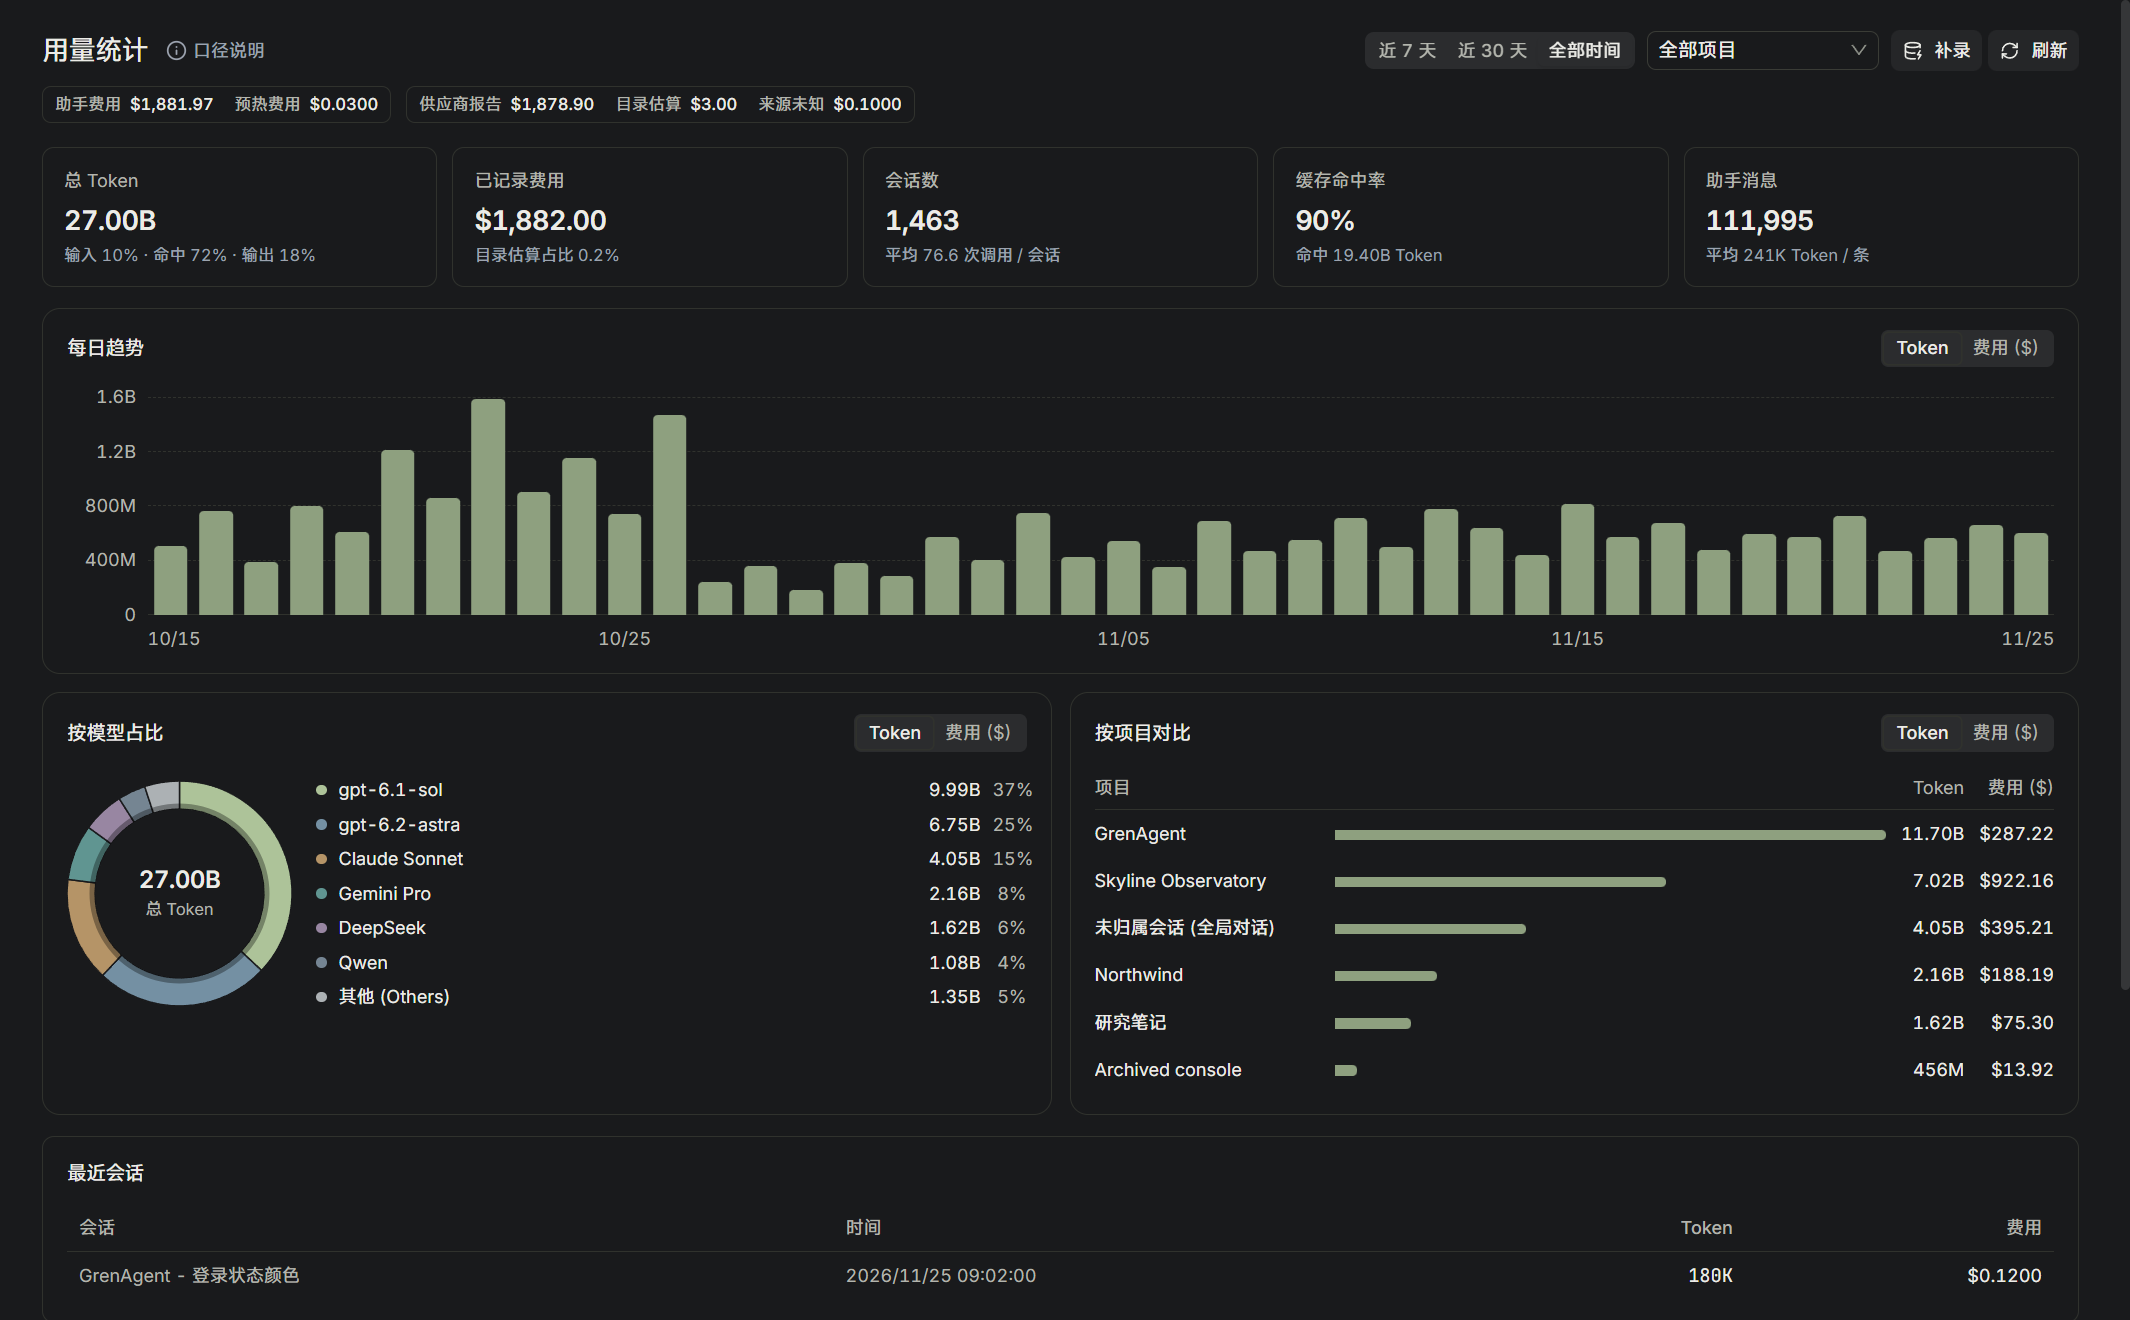 用量统计 口径说明 近 7 天 近 30 天 全部时间 全部项目 补录 刷新
助手费用 $1,881.97 预热费用 $0.0300 供应商报告 $1,878.90 目录估算 $3.00 来源未知 $0.1000
总 Token
27.00B
输入 10% · 命中 72% · 输出 18%
已记录费用
$1,882.00
目录估算占比 0.2%
会话数
1,463
平均 76.6 次调用 / 会话
缓存命中率
90%
命中 19.40B Token
助手消息
111,995
平均 241K Token / 条
每日趋势 Token 费用 ($)
1.6B
1.2B
800M
400M
0
10/15 10/25 11/05 11/15 11/25
按模型占比 Token 费用 ($)
27.00B
总 Token
gpt-6.1-sol 9.99B 37%
gpt-6.2-astra 6.75B 25%
Claude Sonnet 4.05B 15%
Gemini Pro 2.16B 8%
DeepSeek 1.62B 6%
Qwen 1.08B 4%
其他 (Others) 1.35B 5%
按项目对比 Token 费用 ($)
项目 Token 费用 ($)
GrenAgent 11.70B $287.22
Skyline Observatory 7.02B $922.16
未归属会话 (全局对话) 4.05B $395.21
Northwind 2.16B $188.19
研究笔记 1.62B $75.30
Archived console 456M $13.92
最近会话
会话 时间 Token 费用
GrenAgent - 登录状态颜色 2026/11/25 09:02:00 180K $0.1200